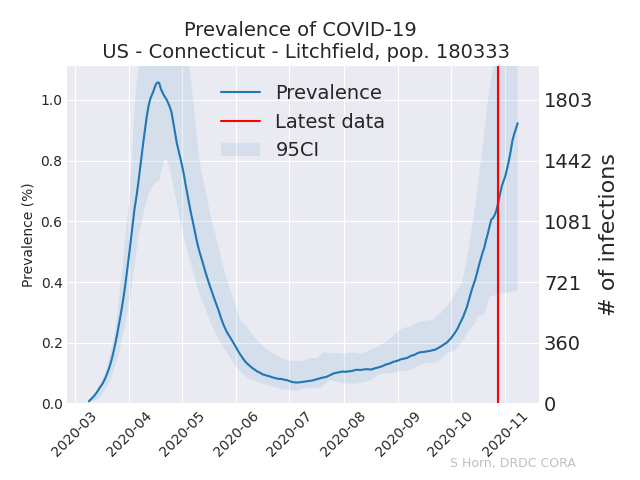 Prevalence of COVID-19
US - Connecticut - Litchfield, pop. 180333
Prevalence
Latest data
95CI
Prevalence (%)
1.0
0.8
0.6
0.4
0.2
0.0
1803
1442
1081
721
360
0
# of infections
2020-03
2020-04
2020-05
2020-06
2020-07
2020-08
2020-09
2020-10
2020-11
S Horn, DRDC CORA